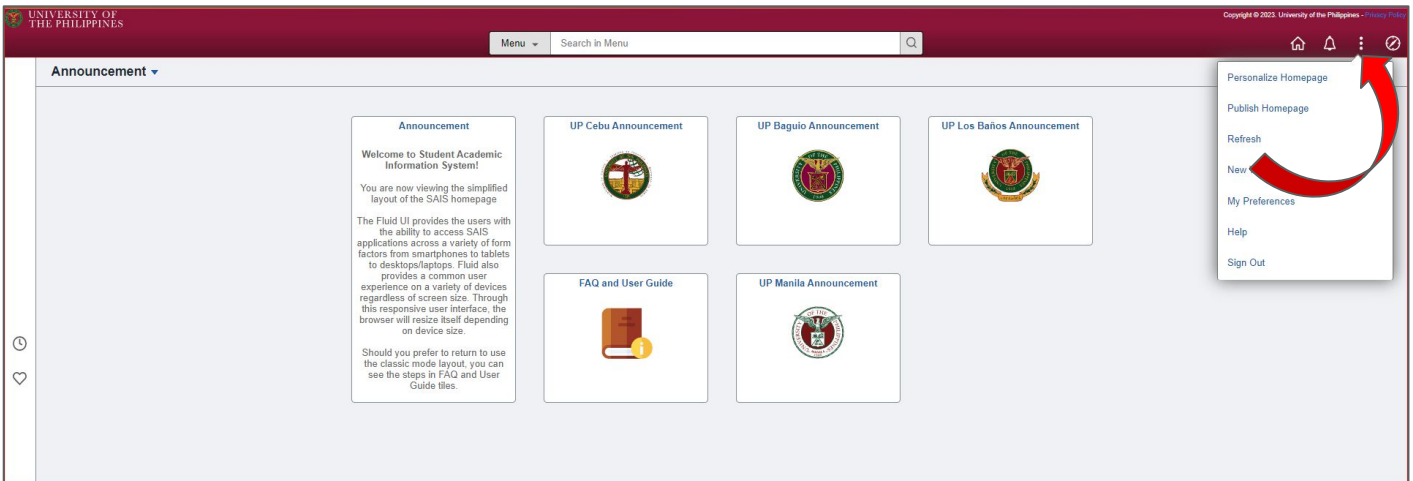 UNIVERSITY OF
THE PHILIPPINES
Copyright © 2023. University of the Philippines - Privacy Policy
Menu
Search in Menu
Announcement
Personalize Homepage
Publish Homepage
Refresh
New
My Preferences
Help
Sign Out
Announcement
Welcome to Student Academic
Information System!
You are now viewing the simplified
layout of the SAIS homepage
The Fluid UI provides the users with
the ability to access SAIS
applications across a variety of form
factors from smartphones to tablets
to desktops/laptops. Fluid also
provides a common user
experience on a variety of devices
regardless of screen size. Through
this responsive user interface, the
browser will resize itself depending
on device size.
Should you prefer to return to use
the classic mode layout, you can
see the steps in FAQ and User
Guide tiles.
UP Cebu Announcement
UP Baguio Announcement
UP Los Baños Announcement
FAQ and User Guide
UP Manila Announcement